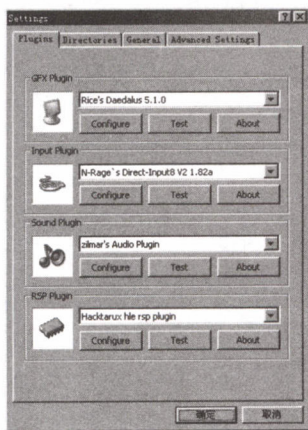 Settings
Plugins Directories General Advanced Settings
GFX Plugin
Rice's Daedalus 5.1.0
Configure Test About
Input Plugin
N-Rage`s Direct-Input8 V2 1.82a
Configure Test About
Sound Plugin
zilmar's Audio Plugin
Configure Test About
RSP Plugin
Hacktarux hle rsp plugin
Configure Test About
确定 取消